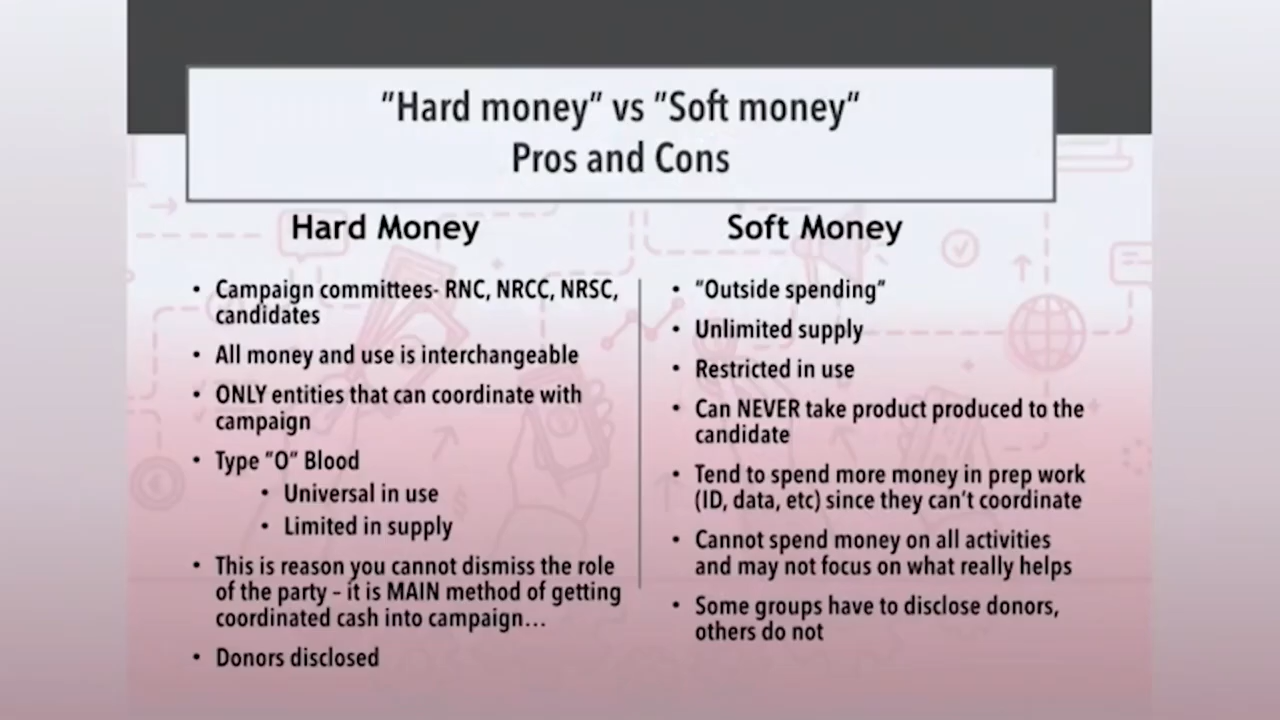 "Hard money" vs "Soft money"
Pros and Cons
Hard Money
• Campaign committees- RNC, NRCC, NRSC,
candidates
• All money and use is interchangeable
• ONLY entities that can coordinate with
campaign
• Type "O" Blood
• Universal in use
• Limited in supply
• This is reason you cannot dismiss the role
of the party – it is MAIN method of getting
coordinated cash into campaign…
• Donors disclosed
Soft Money
• "Outside spending"
• Unlimited supply
• Restricted in use
• Can NEVER take product produced to the
candidate
• Tend to spend more money in prep work
(ID, data, etc) since they can't coordinate
• Cannot spend money on all activities
and may not focus on what really helps
• Some groups have to disclose donors,
others do not